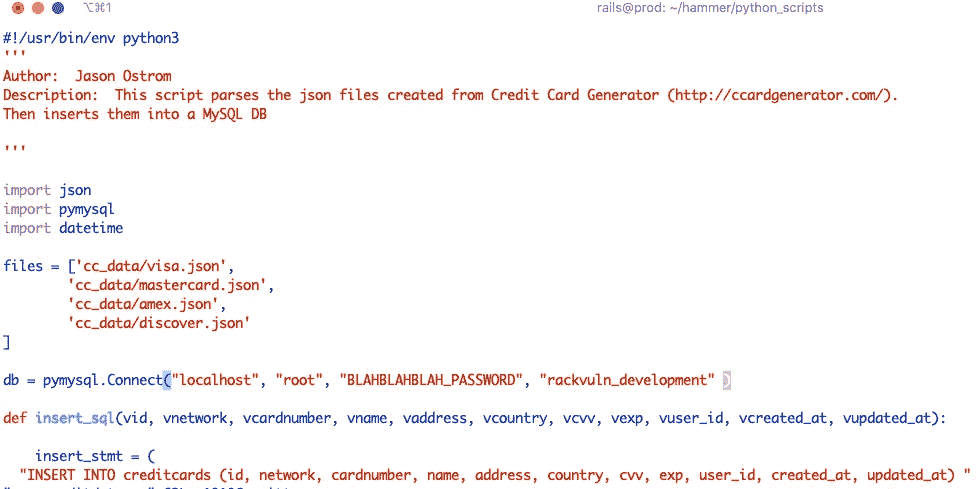 ⌥⌘1 rails@prod: ~/hammer/python_scripts
#!/usr/bin/env python3
'''
Author:  Jason Ostrom
Description:  This script parses the json files created from Credit Card Generator (http://ccardgenerator.com/).
Then inserts them into a MySQL DB
'''
import json
import pymysql
import datetime
files = ['cc_data/visa.json',
'cc_data/mastercard.json',
'cc_data/amex.json',
'cc_data/discover.json'
]
db = pymysql.Connect("localhost", "root", "BLAHBLAHBLAH_PASSWORD", "rackvuln_development" )
def insert_sql(vid, vnetwork, vcardnumber, vname, vaddress, vcountry, vcvv, vexp, vuser_id, vcreated_at, vupdated_at):
insert_stmt = (
"INSERT INTO creditcards (id, network, cardnumber, name, address, country, cvv, exp, user_id, created_at, updated_at) "